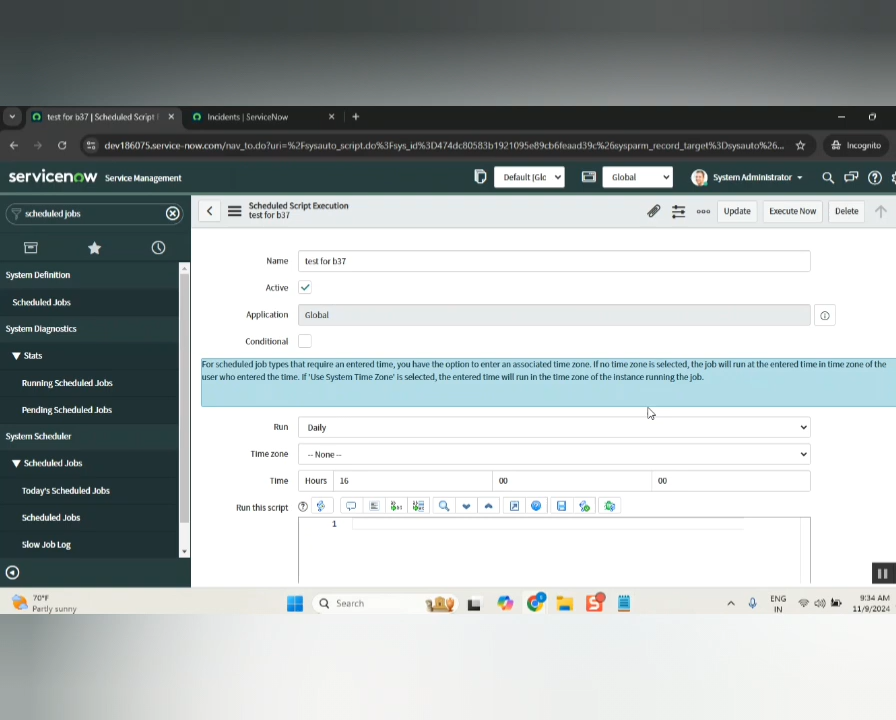 test for b37 | Scheduled Script
Incidents | ServiceNow
dev186075.service-now.com/nav_to.do?uri=%2Fsysauto_script.do%3Fsys_id%3D474dc80583b1921095e89cb6feaad39c%26sysparm_record_target%3Dsysauto%26...
Incognito
servicenow Service Management
Default [Glc
Global
System Administrator
scheduled jobs
Scheduled Script Execution
test for b37
Update
Execute Now
Delete
System Definition
Scheduled Jobs
System Diagnostics
Stats
Running Scheduled Jobs
Pending Scheduled Jobs
System Scheduler
Scheduled Jobs
Today's Scheduled Jobs
Scheduled Jobs
Slow Job Log
Name test for b37
Active
Application Global
Conditional
For scheduled job types that require an entered time, you have the option to enter an associated time zone. If no time zone is selected, the job will run at the entered time in time zone of the
user who entered the time. If 'Use System Time Zone' is selected, the entered time will run in the time zone of the instance running the job.
Run Daily
Time zone -- None --
Time Hours 16 00 00
Run this script
1
70°F
Partly sunny
Search
ENG
IN
9:34 AM
11/9/2024